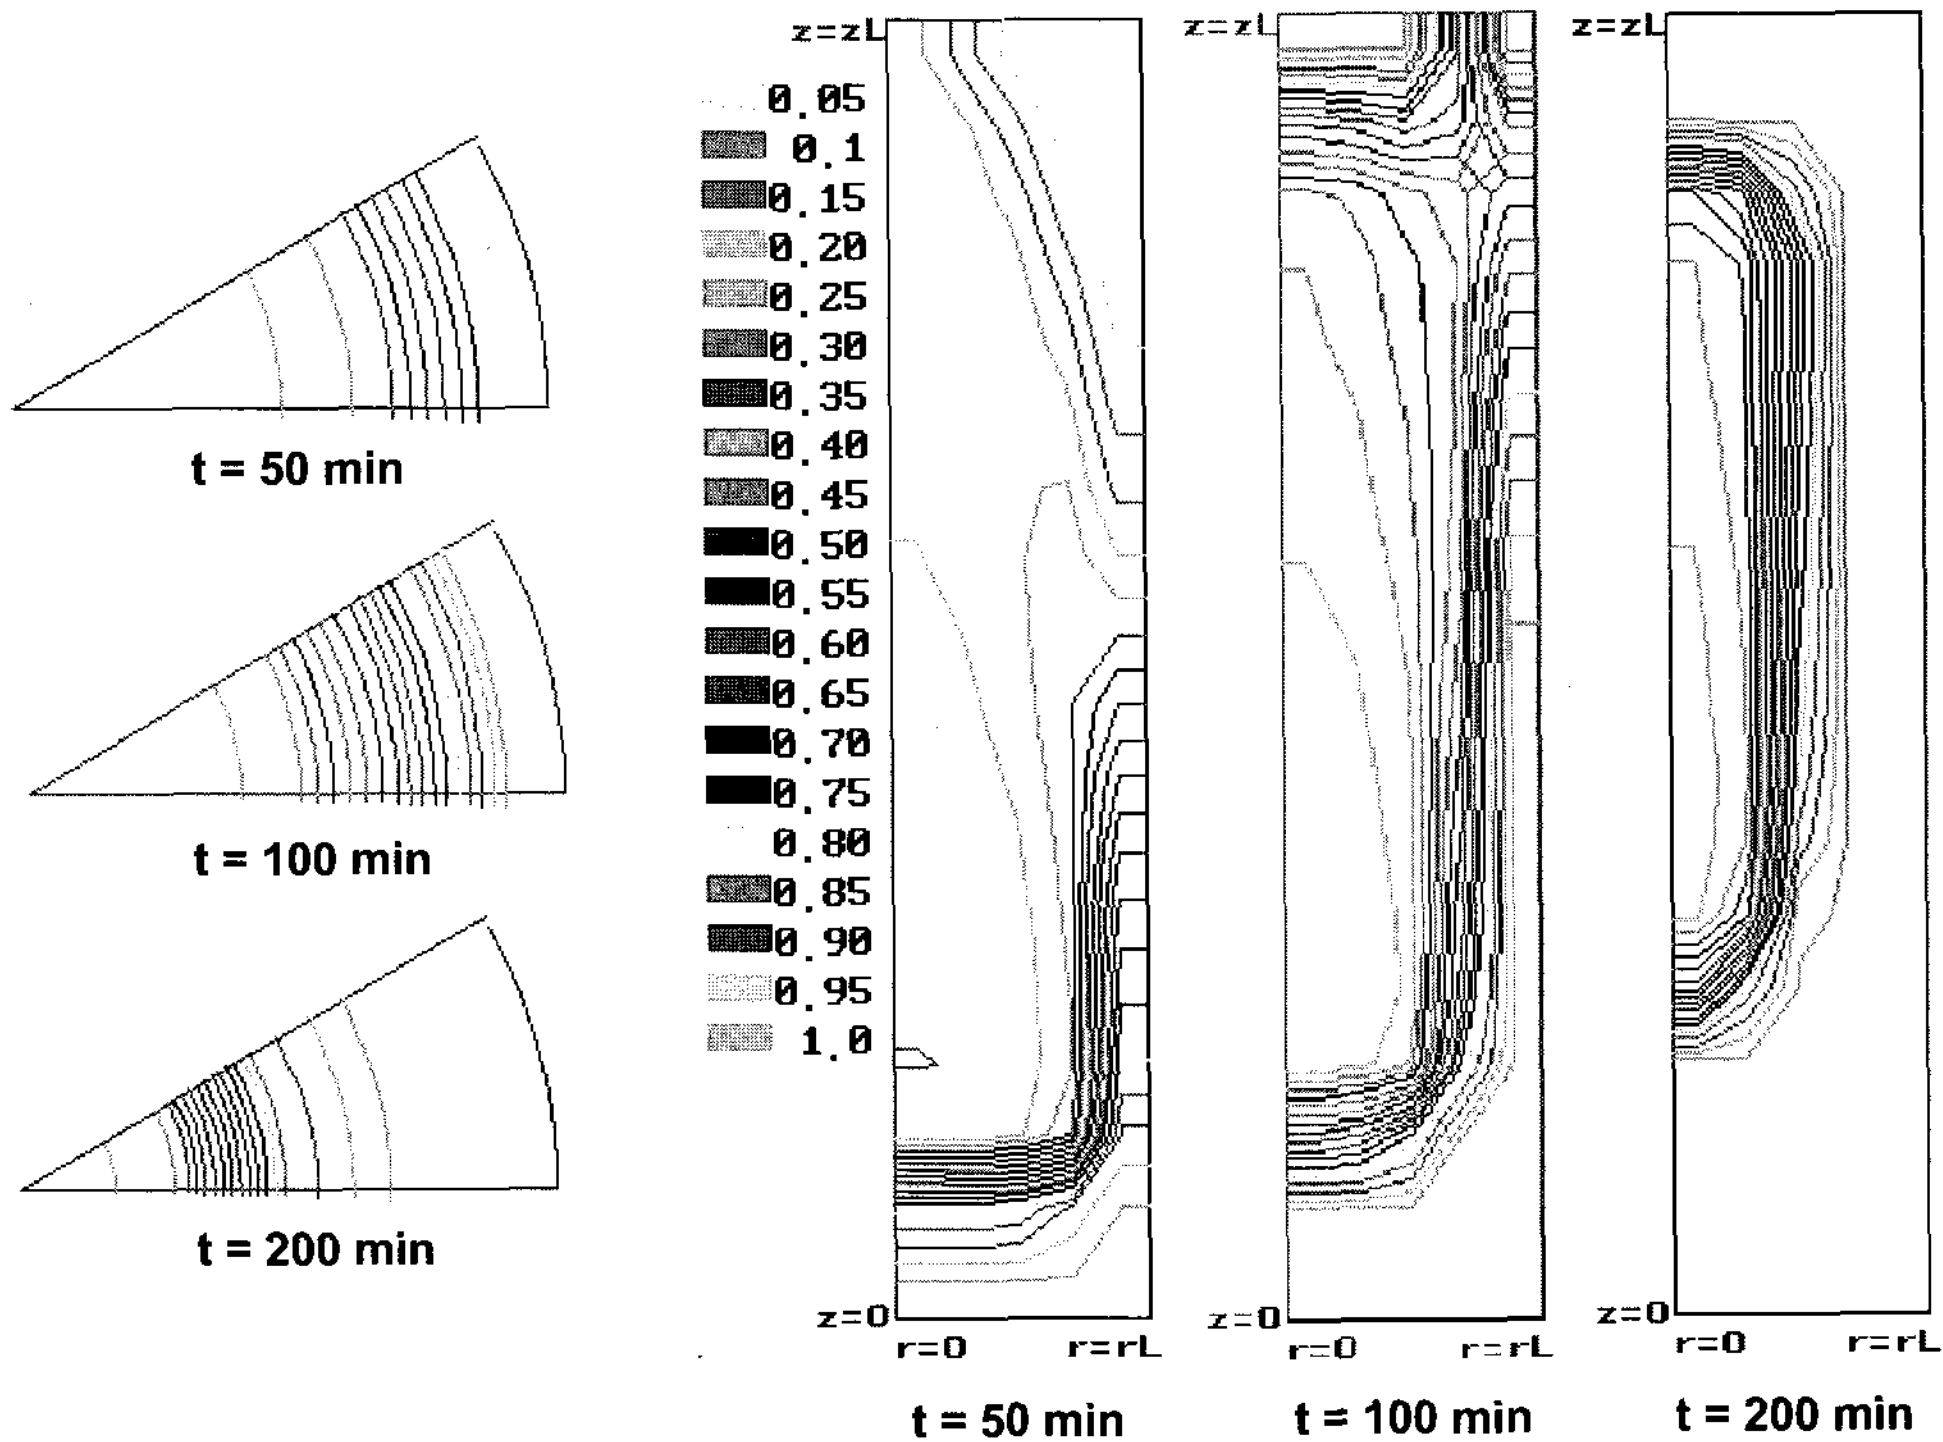 t = 50 min
t = 100 min
t = 200 min
0.05
0.1
0.15
0.20
0.25
0.30
0.35
0.40
0.45
0.50
0.55
0.60
0.65
0.70
0.75
0.80
0.85
0.90
0.95
1.0
z=zL
z=0
r=0 r=rL
t = 50 min
z=zL
z=0
r=0 r=rL
t = 100 min
z=zL
z=0
r=0 r=rL
t = 200 min